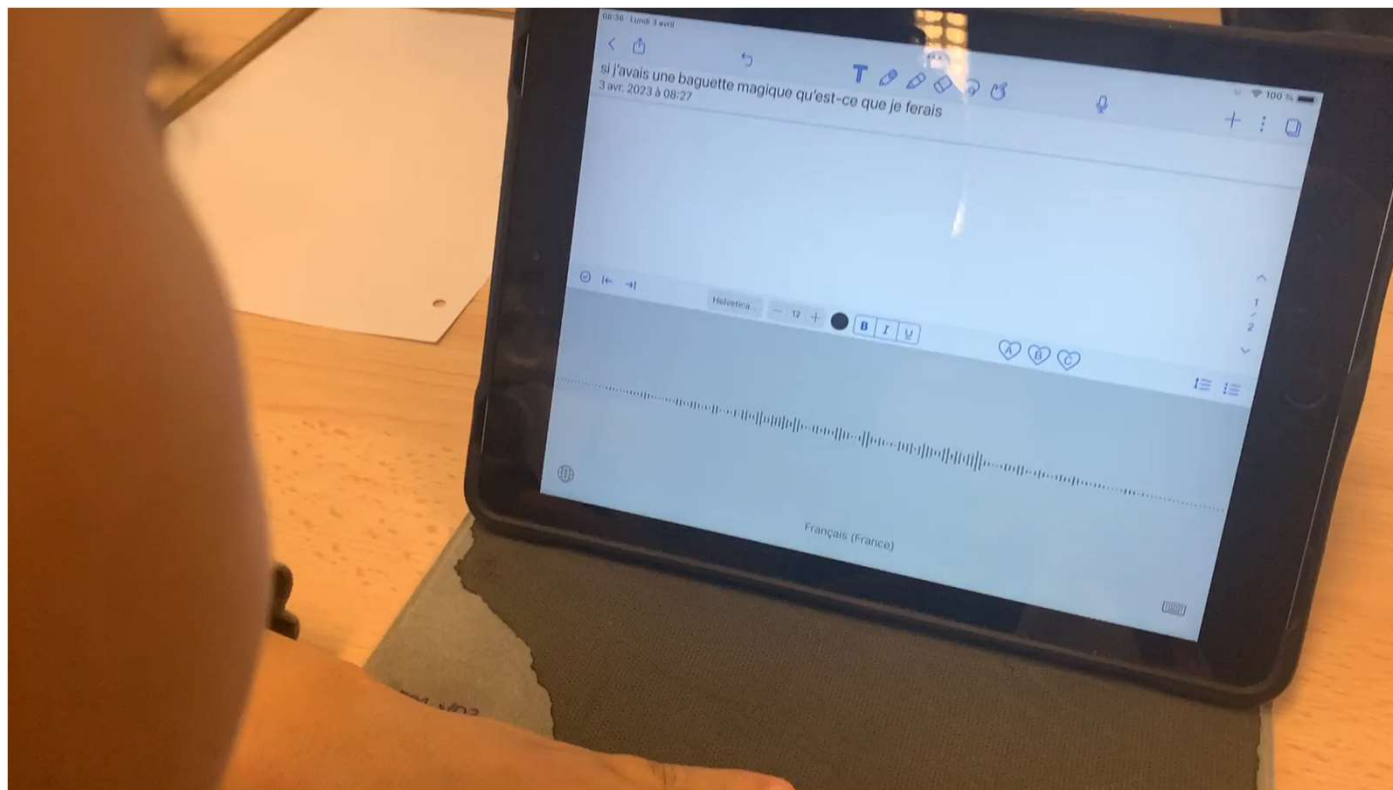 08:36 Lundi 3 avril
100 %
si j'avais une baguette magique qu'est-ce que je ferais
3 avr. 2023 à 08:27
T
1
/
2
Helvetica
− 12 +
B I U
A B C
Français (France)